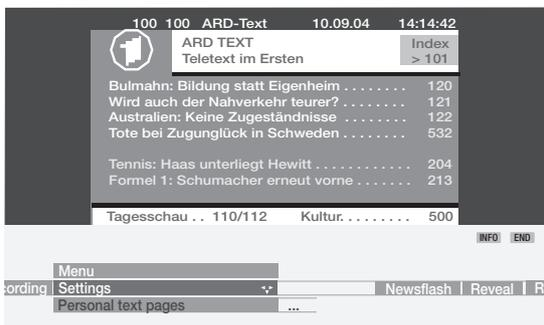 100 100 ARD-Text 10.09.04 14:14:42
ARD TEXT Index
Teletext im Ersten > 101
Bulmahn: Bildung statt Eigenheim . . . . . . . . 120
Wird auch der Nahverkehr teurer? . . . . . . . . 121
Australien: Keine Zugeständnisse . . . . . . . . 122
Tote bei Zugunglück in Schweden . . . . . . . . 532
Tennis: Haas unterliegt Hewitt . . . . . . . . . . . . 204
Formel 1: Schumacher erneut vorne . . . . . . . 213
Tagesschau . . 110/112 Kultur. . . . . . . . 500
INFO END
Menu
cording Settings Newsflash Reveal R
Personal text pages ...